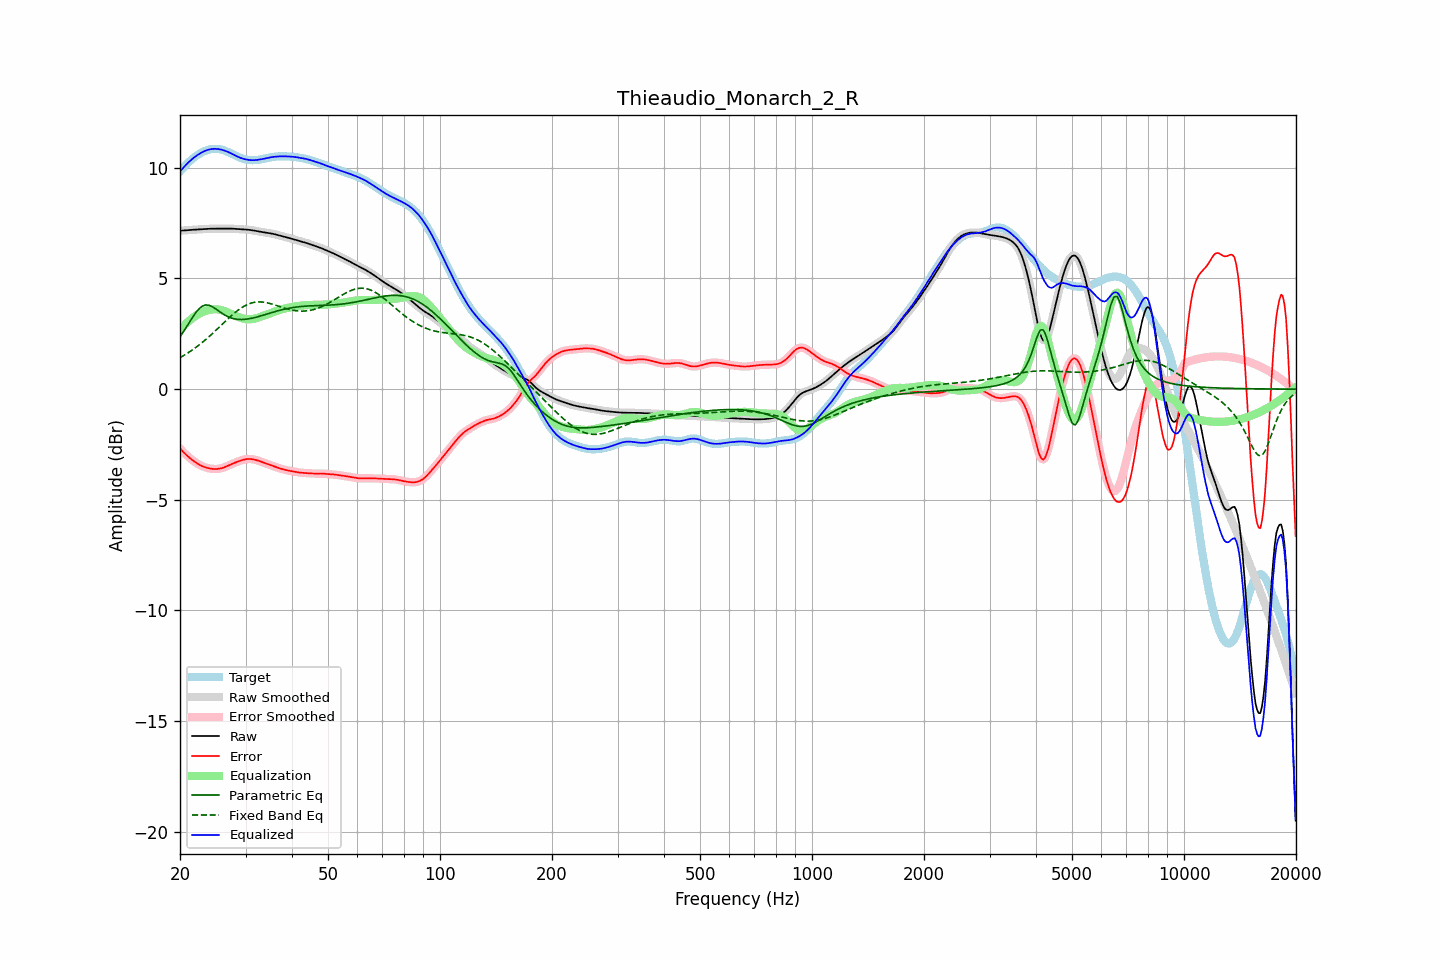 Thieaudio_Monarch_2_R
Amplitude (dBr)
10
5
0
−5
−10
−15
−20
Target
Raw Smoothed
Error Smoothed
Raw
Error
Equalization
Parametric Eq
Fixed Band Eq
Equalized
20
50
100
200
500
1000
2000
5000
10000
20000
Frequency (Hz)